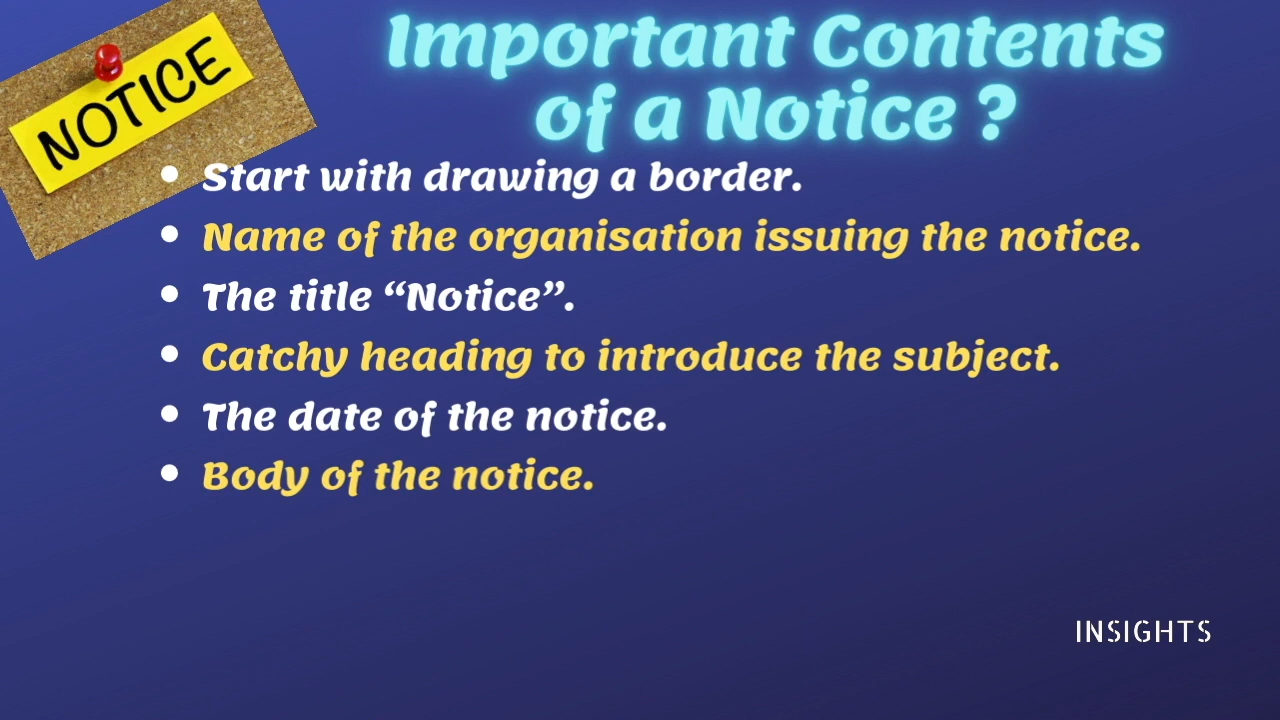 NOTICE
Important Contents
of a Notice ?
Start with drawing a border.
Name of the organisation issuing the notice.
The title “Notice”.
Catchy heading to introduce the subject.
The date of the notice.
Body of the notice.
INSIGHTS